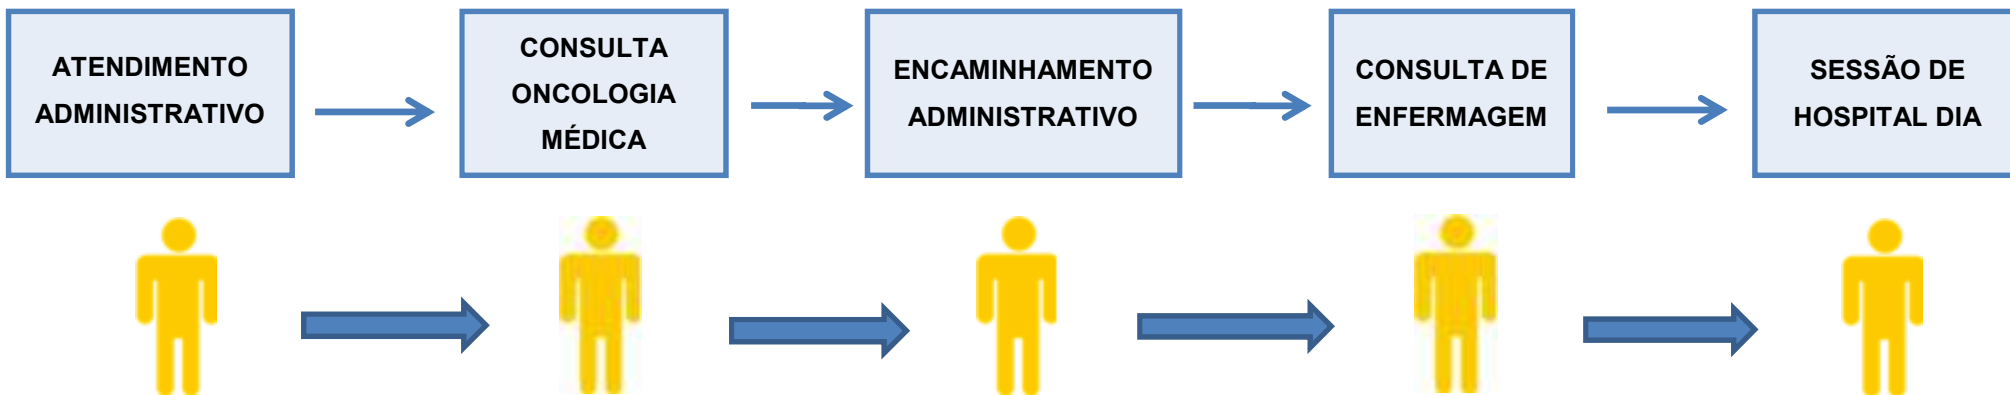 ATENDIMENTO
ADMINISTRATIVO
CONSULTA
ONCOLOGIA
MÉDICA
ENCAMINHAMENTO
ADMINISTRATIVO
CONSULTA DE
ENFERMAGEM
SESSÃO DE
HOSPITAL DIA